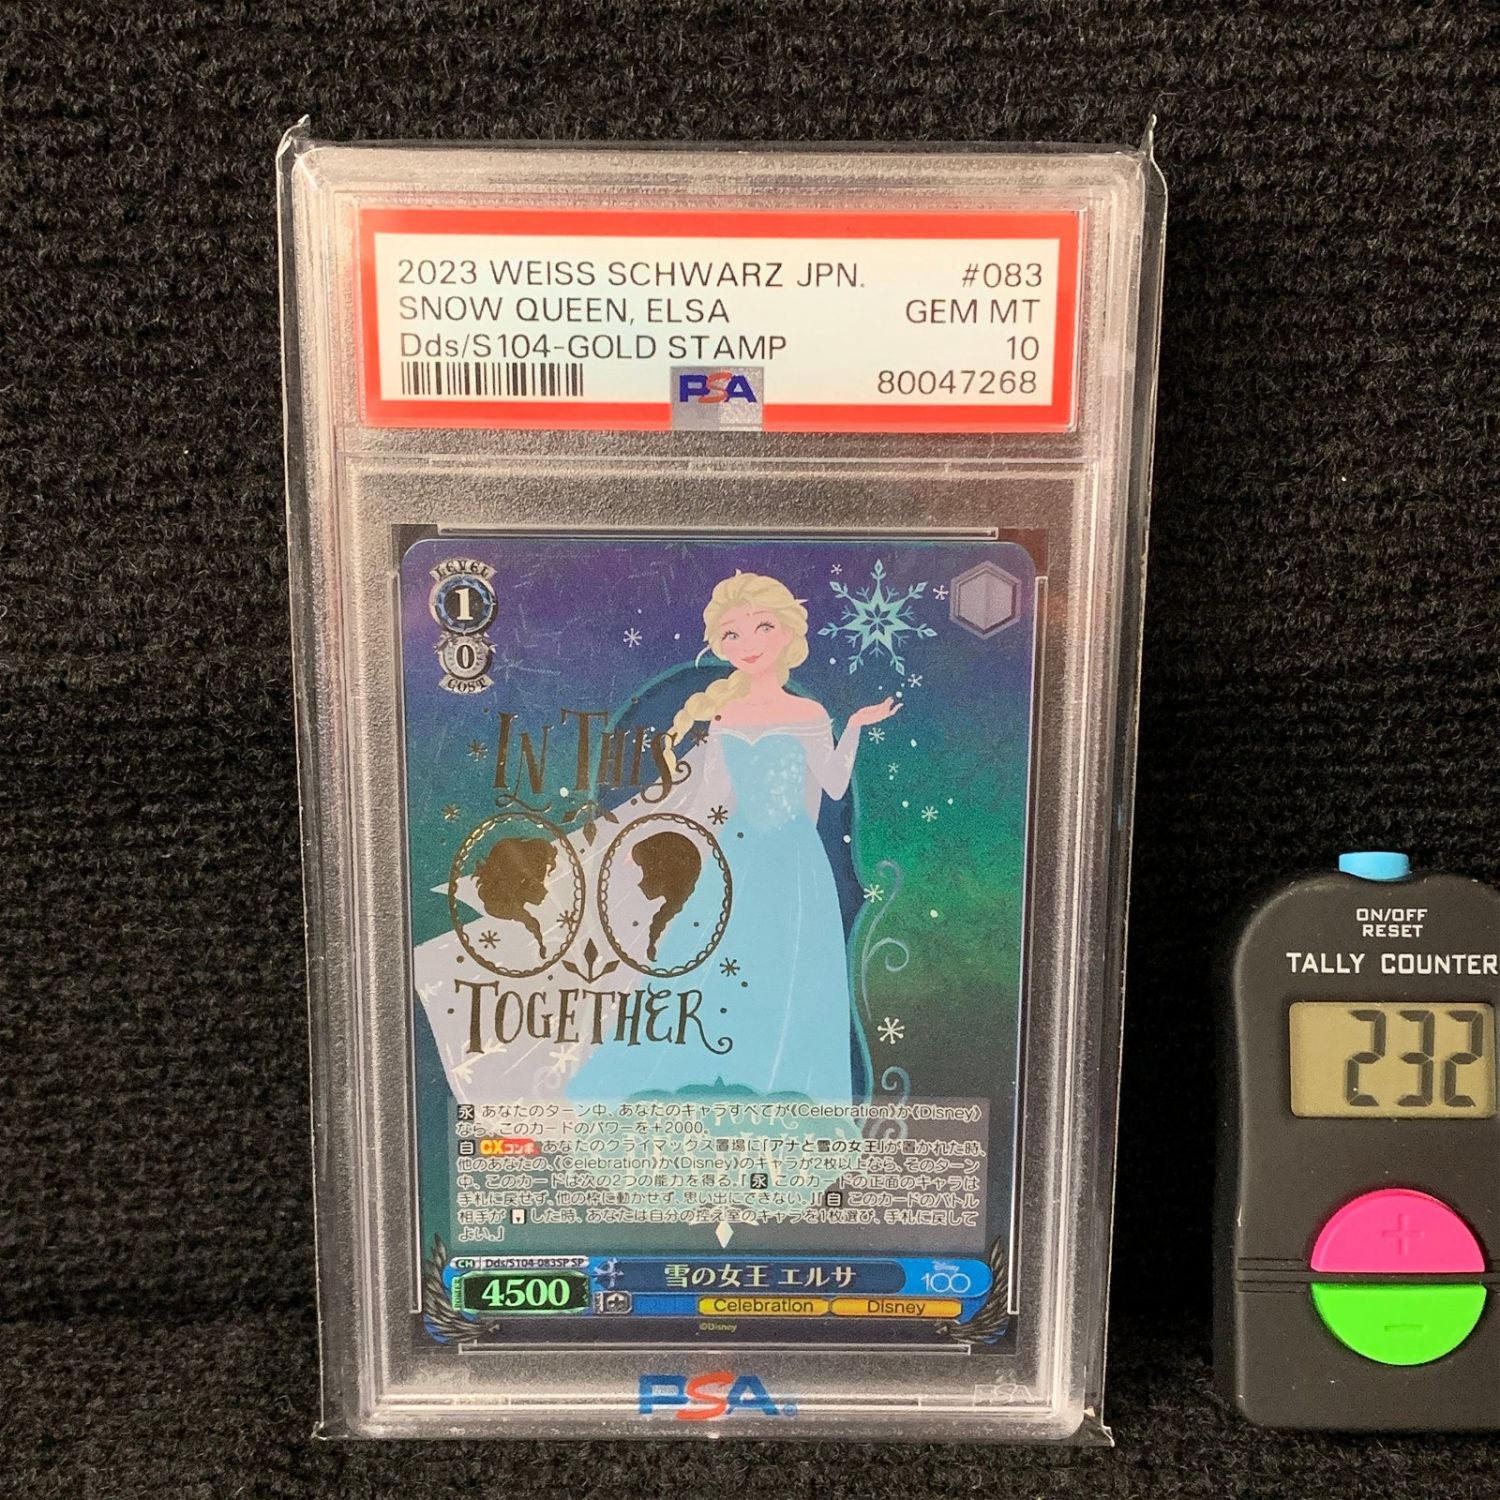 2023 WEISS SCHWARZ JPN. #083
SNOW QUEEN, ELSA GEM MT
Dds/S104-GOLD STAMP 10
PSA 80047268
LEVEL
1
0
COST
IN THIS
TOGETHER
永 あなたのターン中、あなたのキャラすべてが《Celebration》か《Disney》
なら、このカードのパワーを＋2000。
自 CXコンボ あなたのクライマックス置場に「アナと雪の女王」が置かれた時、
他のあなたの、《Celebration》か《Disney》のキャラが2枚以上なら、そのターン
中、このカードは次の2つの能力を得る。「永 このカードの正面のキャラは
手札に戻せず、他の枠に動かせず、思い出にできない。」「自 このカードのバトル
相手が した時、あなたは自分の控え室のキャラを1枚選び、手札に戻して
よい。」
CH Dds/S104-083SP SP
POWER 4500
雪の女王 エルサ
Disney 100
Celebration Disney
©Disney
PSA
ON/OFF
RESET
TALLY COUNTER
232
+
-